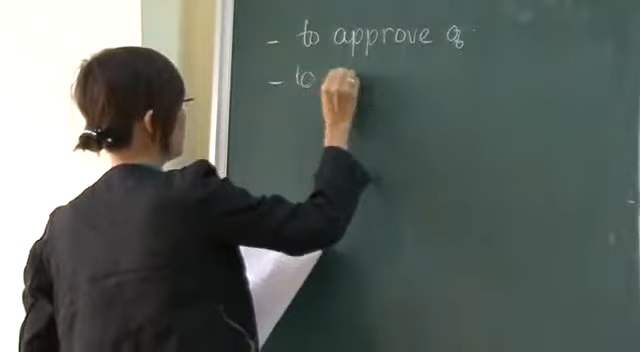 - to approve of
- to